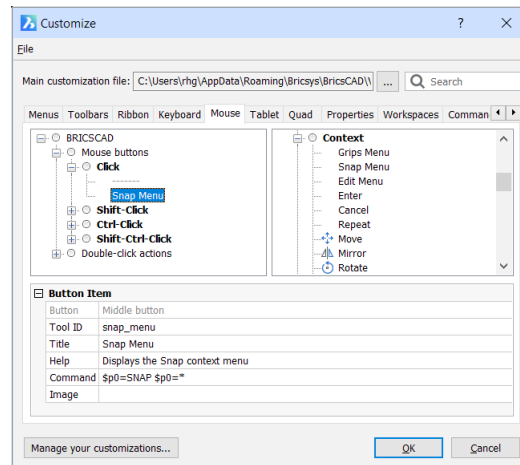 Customize
?
File
Main customization file: C:\Users\rhg\AppData\Roaming\Bricsys\BricsCAD\V
...
Search
Menus Toolbars Ribbon Keyboard Mouse Tablet Quad Properties Workspaces Comman
BRICSCAD
Mouse buttons
Click
-------
Snap Menu
Shift-Click
Ctrl-Click
Shift-Ctrl-Click
Double-click actions
Context
Grips Menu
Snap Menu
Edit Menu
Enter
Cancel
Repeat
Move
Mirror
Rotate
Button Item
Button Middle button
Tool ID snap_menu
Title Snap Menu
Help Displays the Snap context menu
Command $p0=SNAP $p0=*
Image
Manage your customizations...
OK
Cancel